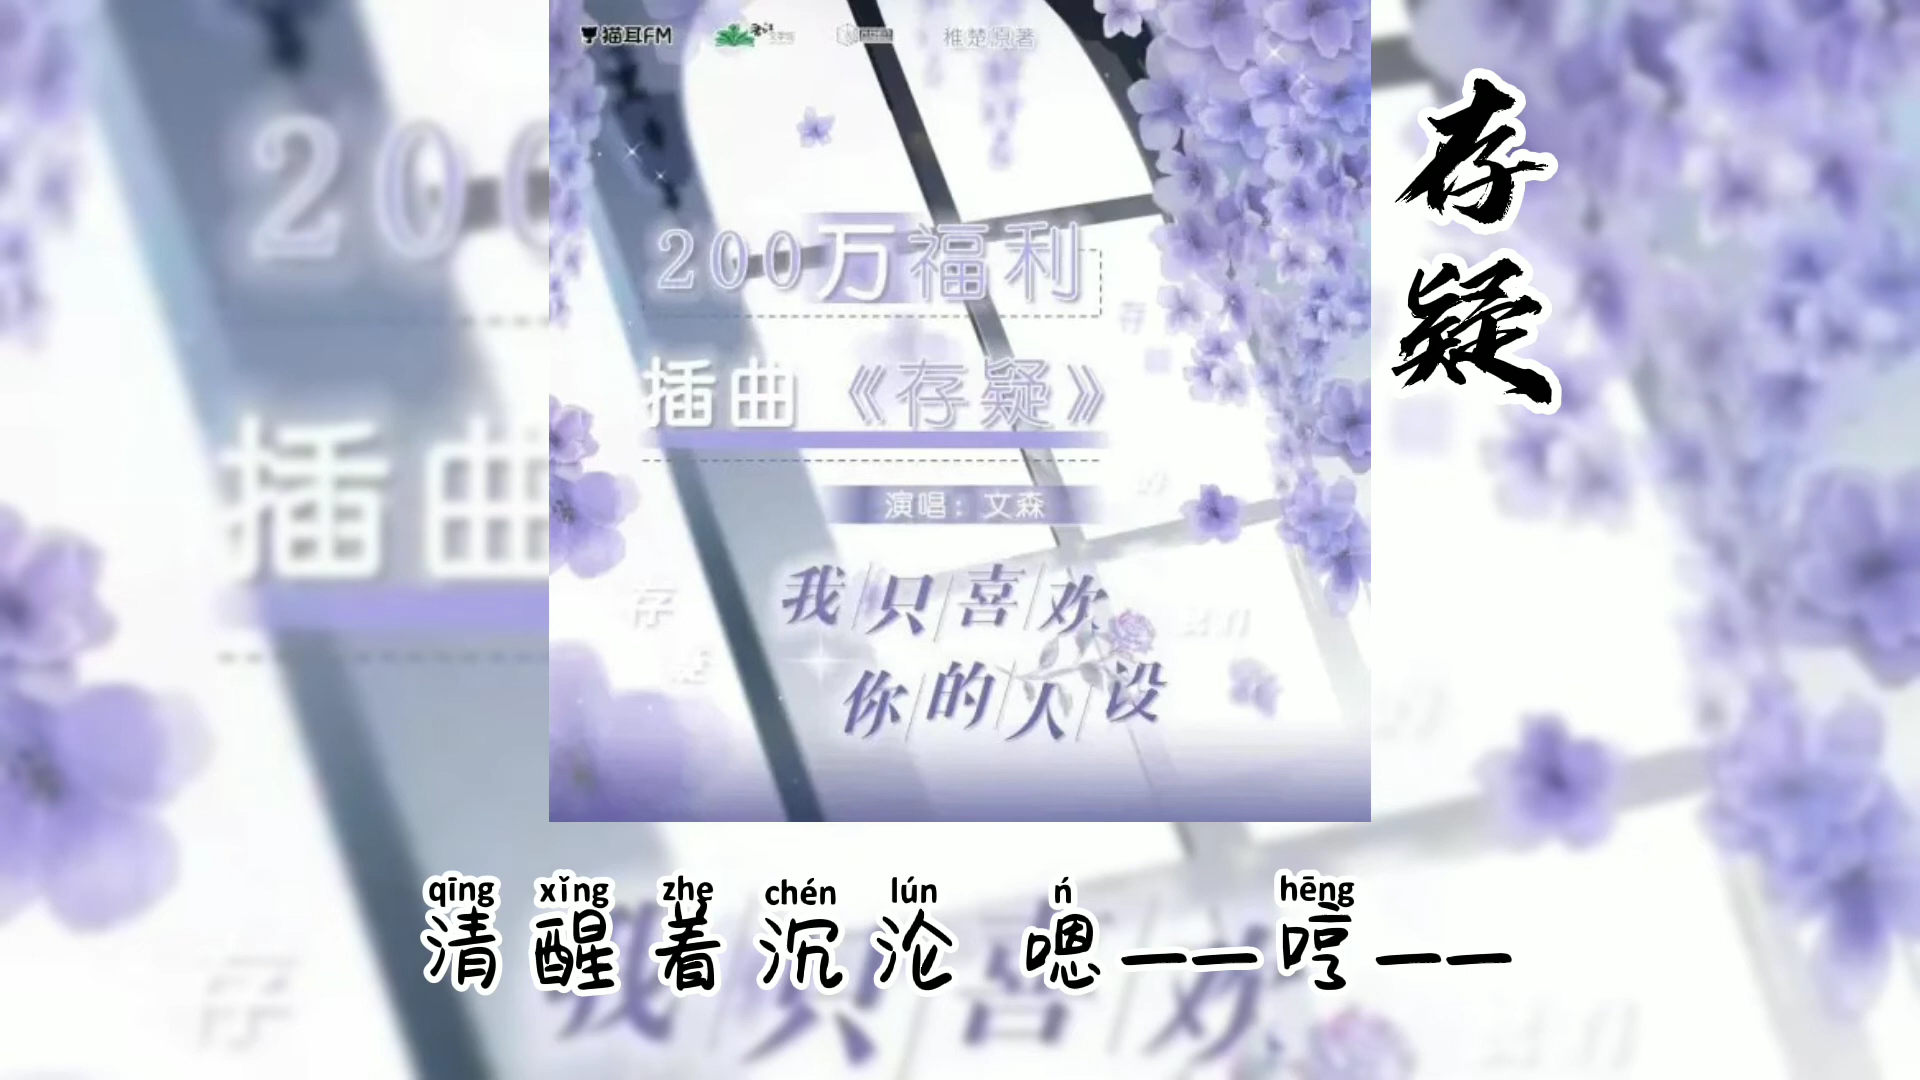 猫耳FM
稚楚原著
200万福利
插曲《存疑》
演唱：文森
我只喜欢
你的人设
存疑
qīng xǐng zhe chén lún ń hēng
清醒着沉沦 嗯——哼——